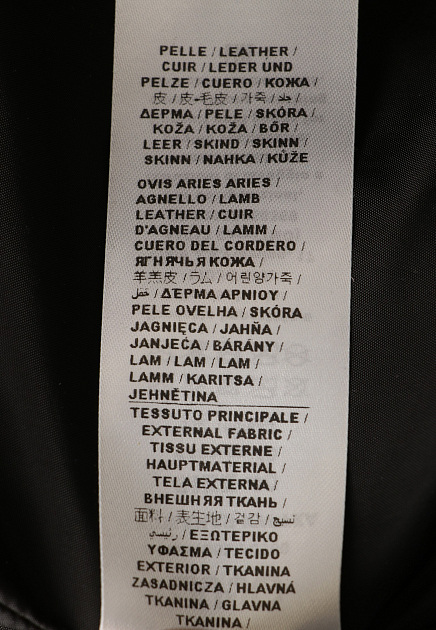 PELLE / LEATHER /
CUIR / LEDER UND
PELZE / CUERO / КОЖА /
皮 / 皮-毛皮 / 가죽 / جلد /
ΔΕΡΜΑ / PELE / SKÓRA /
KOŽA / KOŽA / BŐR /
LEER / SKIND / SKINN /
SKINN / NAHKA / KŮŽE
OVIS ARIES ARIES /
AGNELLO / LAMB
LEATHER / CUIR
D'AGNEAU / LAMM /
CUERO DEL CORDERO /
ЯГНЯЧЬЯ КОЖА /
羊羔皮 / ラム / 어린양가죽 /
حَمَل / ΔΈΡΜΑ ΑΡΝΙΟΥ /
PELE OVELHA / SKÓRA
JAGNIĘCA / JAHŇA /
JANJEĆA / BÁRÁNY /
LAM / LAM / LAM /
LAMM / KARITSA /
JEHNĚTINA
TESSUTO PRINCIPALE /
EXTERNAL FABRIC /
TISSU EXTERNE /
HAUPTMATERIAL /
TELA EXTERNA /
ВНЕШНЯЯ ТКАНЬ /
面料 / 表生地 / 겉감 / نسيج
رئيسي / ΕΞΩΤΕΡΙΚΟ
ΥΦΑΣΜΑ / TECIDO
EXTERIOR / TKANINA
ZASADNICZA / HLAVNÁ
TKANINA / GLAVNA
TKANINA /